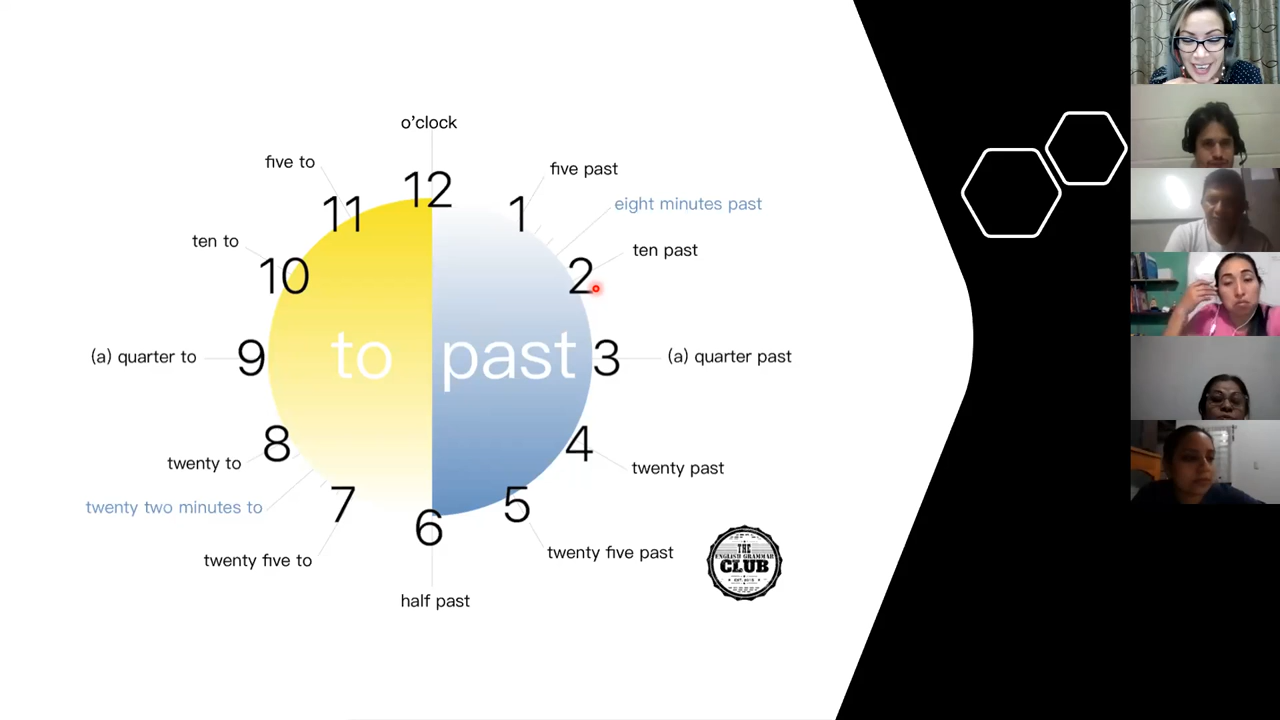 o'clock
five to
12
five past
11
1
eight minutes past
ten to
ten past
10
2
(a) quarter to
9
to
past
3
(a) quarter past
8
4
twenty to
twenty past
twenty two minutes to
7
5
6
twenty five to
twenty five past
half past
THE
ENGLISH GRAMMAR
CLUB